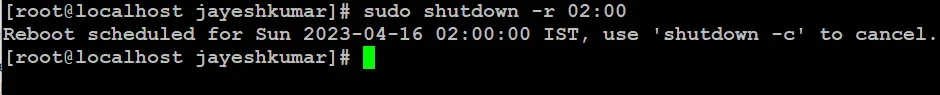 [root@localhost jayeshkumar]# sudo shutdown -r 02:00
Reboot scheduled for Sun 2023-04-16 02:00:00 IST, use 'shutdown -c' to cancel.
[root@localhost jayeshkumar]#